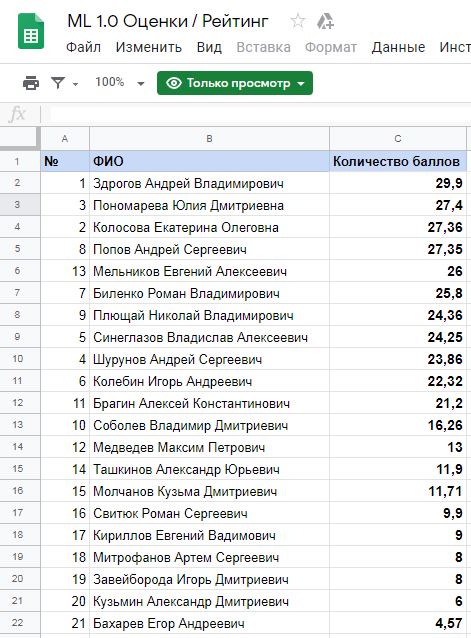 ML 1.0 Оценки / Рейтинг
Файл Изменить Вид Вставка Формат Данные Инст
100% Только просмотр
fx
A B C
1 № ФИО Количество баллов
2 1 Здрогов Андрей Владимирович 29,9
3 3 Пономарева Юлия Дмитриевна 27,4
4 2 Колосова Екатерина Олеговна 27,36
5 8 Попов Андрей Сергеевич 27,35
6 13 Мельников Евгений Алексеевич 26
7 7 Биленко Роман Владимирович 25,8
8 9 Плющай Николай Владимирович 24,36
9 5 Синеглазов Владислав Алексеевич 24,25
10 4 Шурунов Андрей Сергеевич 23,86
11 6 Колебин Игорь Андреевич 22,32
12 11 Брагин Алексей Константинович 21,2
13 10 Соболев Владимир Дмитриевич 16,26
14 12 Медведев Максим Петрович 13
15 14 Ташкинов Александр Юрьевич 11,9
16 15 Молчанов Кузьма Дмитриевич 11,71
17 16 Свитюк Роман Сергеевич 9,9
18 17 Кириллов Евгений Вадимович 9
19 18 Митрофанов Артем Сергеевич 8
20 19 Завейборода Игорь Дмитриевич 8
21 20 Кузьмин Александр Дмитриевич 6
22 21 Бахарев Егор Андреевич 4,57